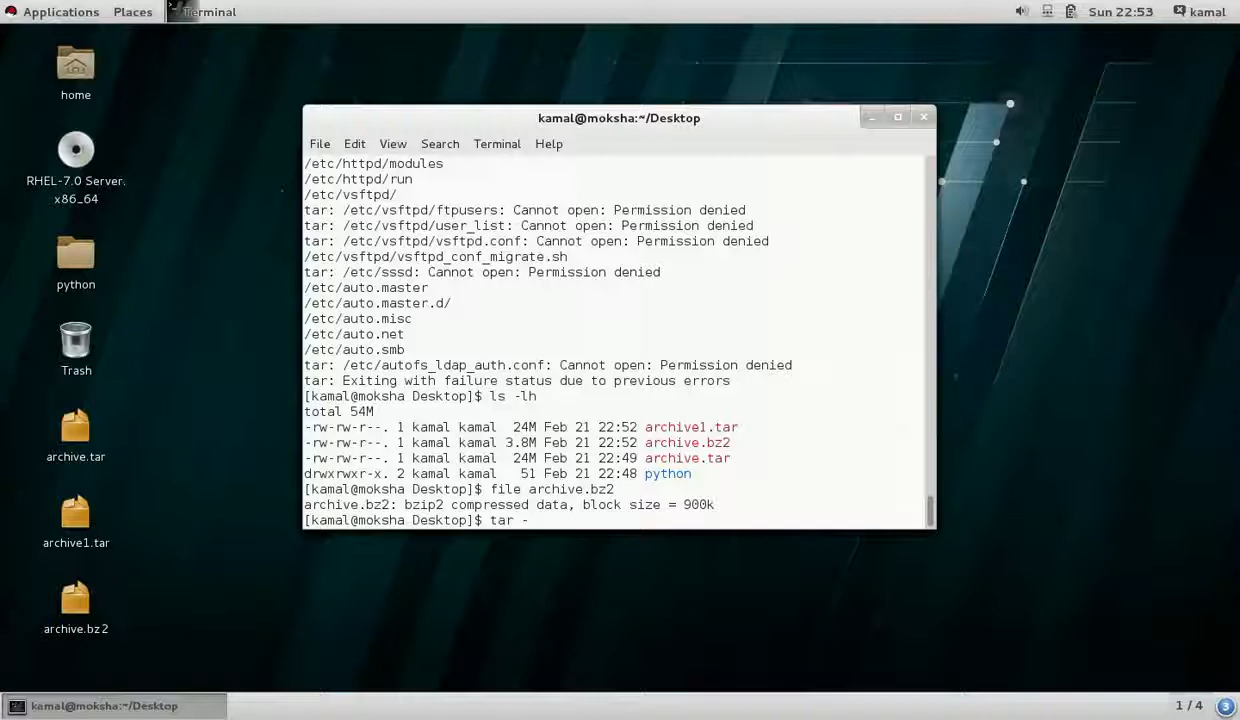 Applications Places Terminal Sun 22:53 kamal
home
RHEL-7.0 Server.
x86_64
python
Trash
archive.tar
archive1.tar
archive.bz2
kamal@moksha:~/Desktop
File Edit View Search Terminal Help
/etc/httpd/modules
/etc/httpd/run
/etc/vsftpd/
tar: /etc/vsftpd/ftpusers: Cannot open: Permission denied
tar: /etc/vsftpd/user_list: Cannot open: Permission denied
tar: /etc/vsftpd/vsftpd.conf: Cannot open: Permission denied
/etc/vsftpd/vsftpd_conf_migrate.sh
tar: /etc/sssd: Cannot open: Permission denied
/etc/auto.master
/etc/auto.master.d/
/etc/auto.misc
/etc/auto.net
/etc/auto.smb
tar: /etc/autofs_ldap_auth.conf: Cannot open: Permission denied
tar: Exiting with failure status due to previous errors
[kamal@moksha Desktop]$ ls -lh
total 54M
-rw-rw-r--. 1 kamal kamal  24M Feb 21 22:52 archive1.tar
-rw-rw-r--. 1 kamal kamal 3.8M Feb 21 22:52 archive.bz2
-rw-rw-r--. 1 kamal kamal  24M Feb 21 22:49 archive.tar
drwxrwxr-x. 2 kamal kamal   51 Feb 21 22:48 python
[kamal@moksha Desktop]$ file archive.bz2
archive.bz2: bzip2 compressed data, block size = 900k
[kamal@moksha Desktop]$ tar -
kamal@moksha:~/Desktop 1 / 4 3